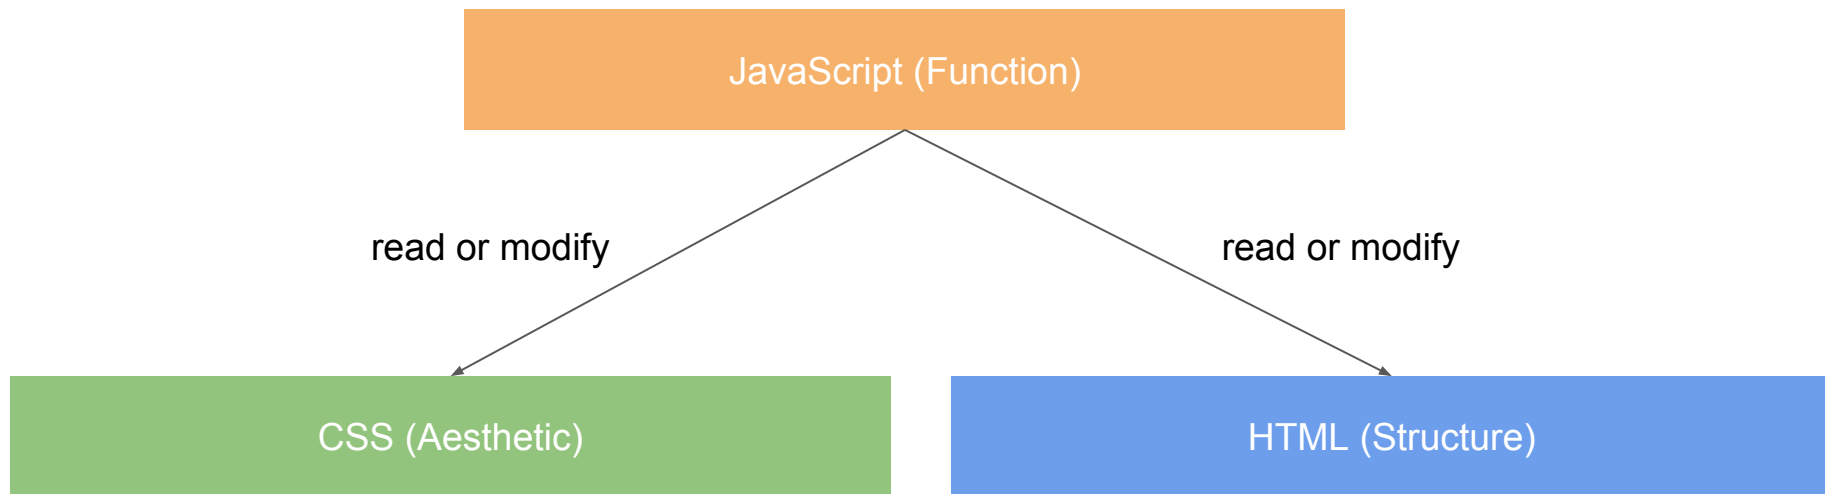 JavaScript (Function)
read or modify
read or modify
CSS (Aesthetic)
HTML (Structure)